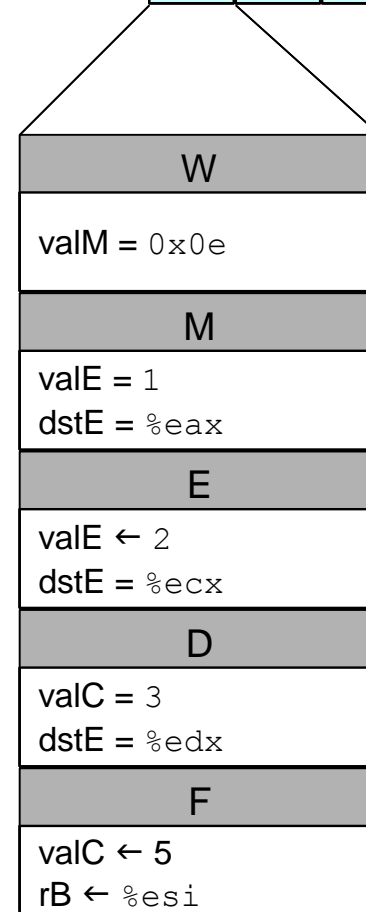 W
valM = 0x0e
M
valE = 1
dstE = %eax
E
valE ← 2
dstE = %ecx
D
valC = 3
dstE = %edx
F
valC ← 5
rB ← %esi